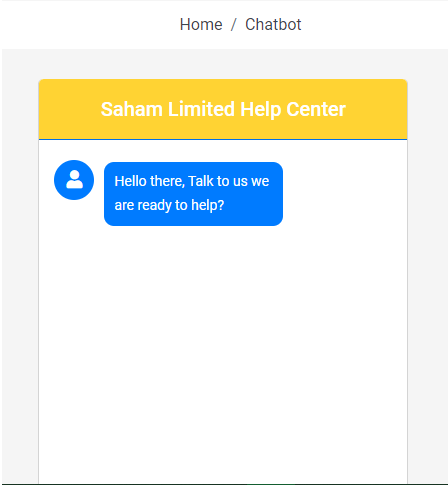 Home / Chatbot
Saham Limited Help Center
Hello there, Talk to us we
are ready to help?